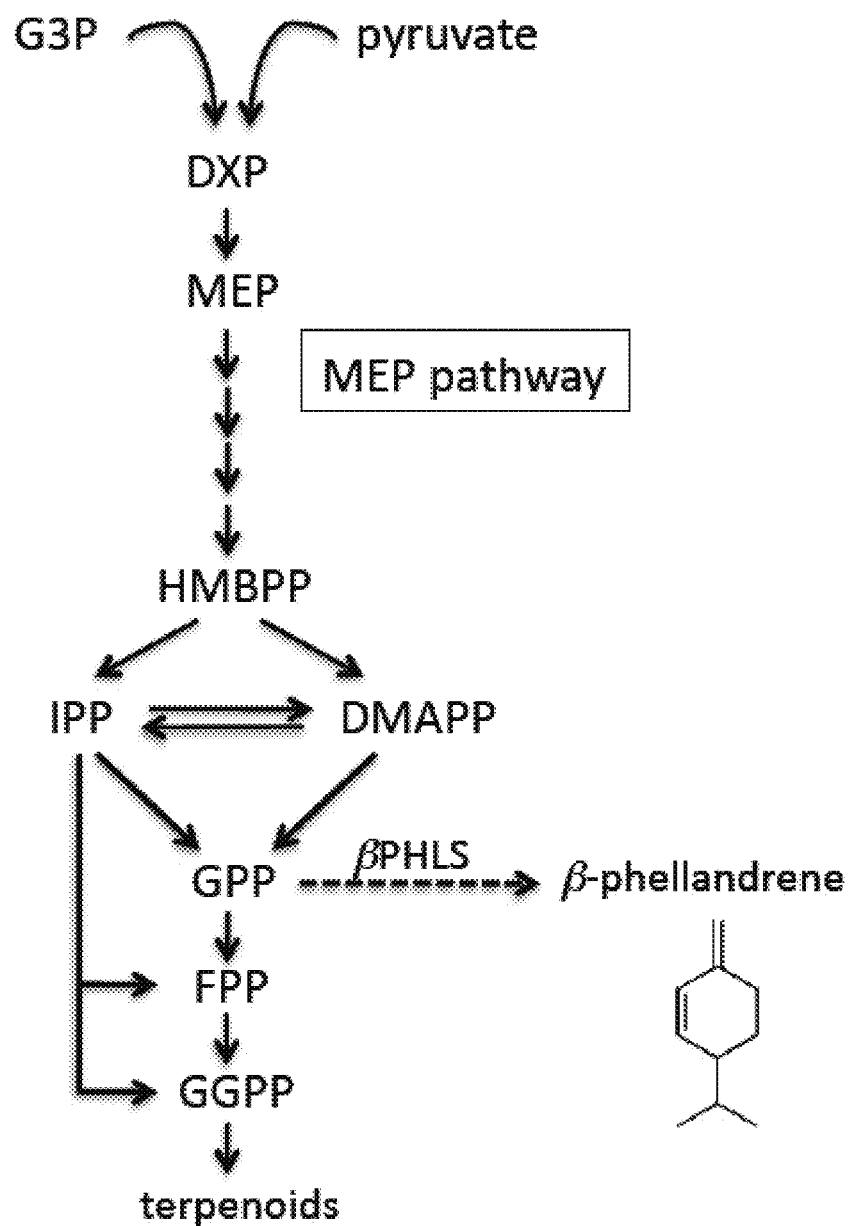 G3P pyruvate
DXP
MEP
MEP pathway
HMBPP
IPP DMAPP
βPHLS
GPP β-phellandrene
FPP
GGPP
terpenoids